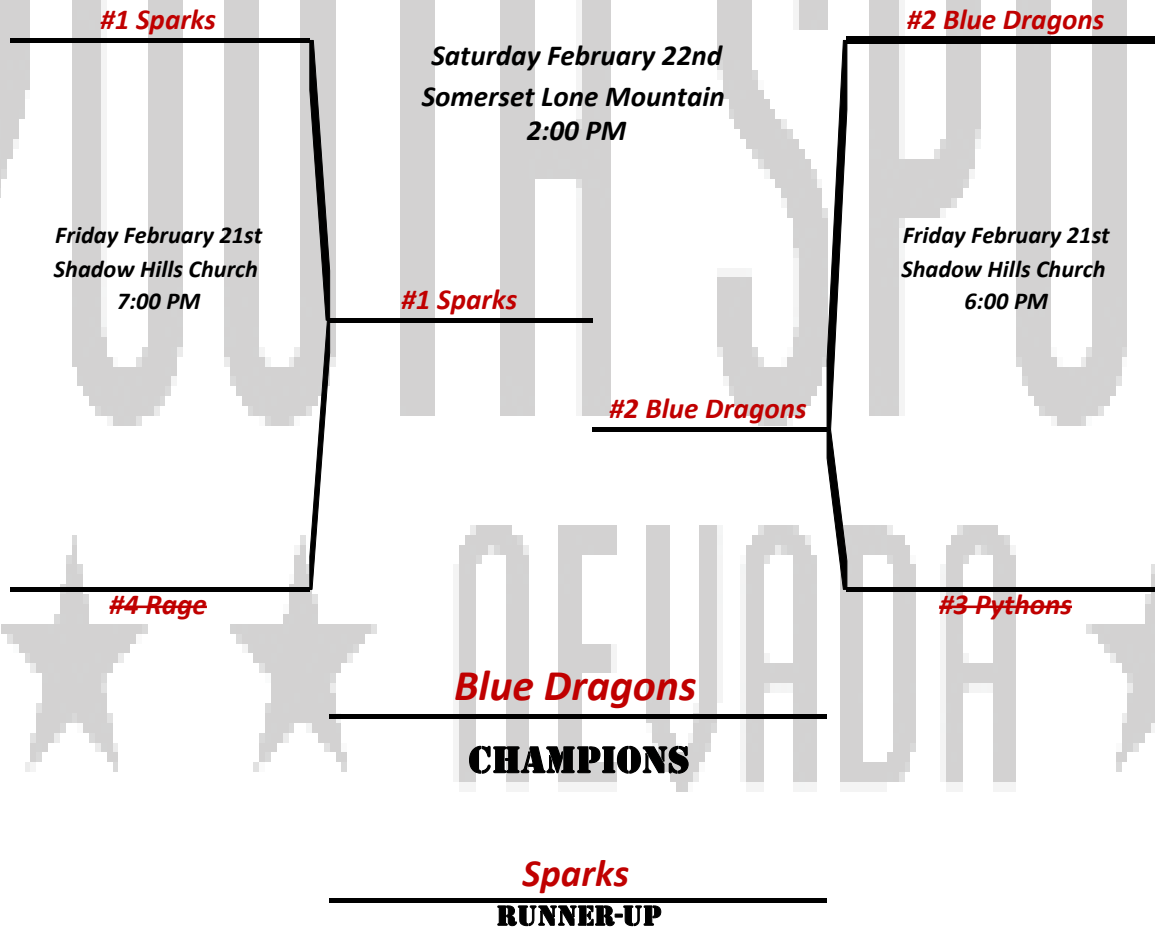 #1 Sparks
#2 Blue Dragons
Saturday February 22nd
Somerset Lone Mountain
2:00 PM
Friday February 21st
Shadow Hills Church
7:00 PM
Friday February 21st
Shadow Hills Church
6:00 PM
#1 Sparks
#2 Blue Dragons
#4 Rage
#3 Pythons
NEVADA
Blue Dragons
CHAMPIONS
Sparks
RUNNER-UP